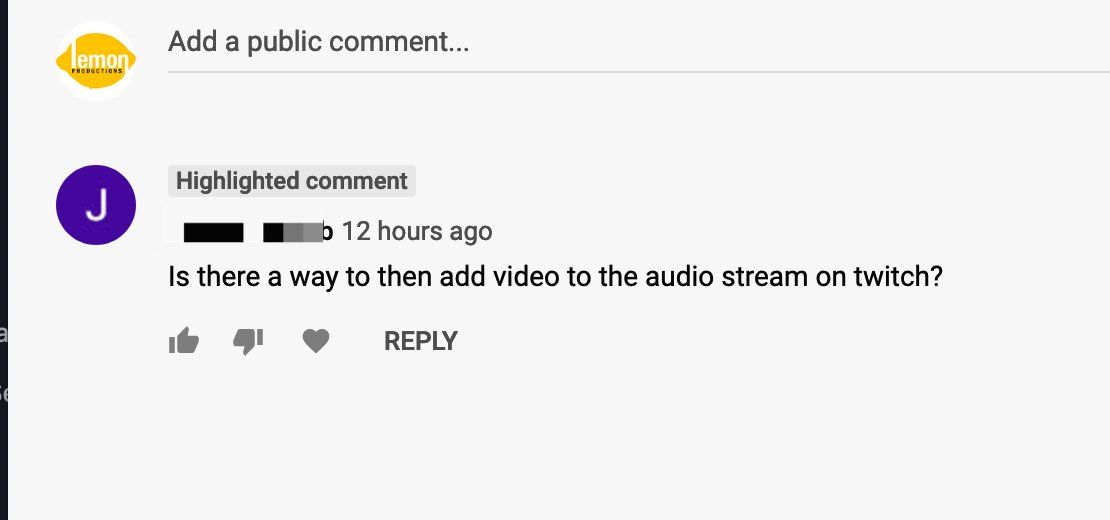 lemon
PRODUCTIONS
Add a public comment...
J
Highlighted comment
12 hours ago
Is there a way to then add video to the audio stream on twitch?
REPLY